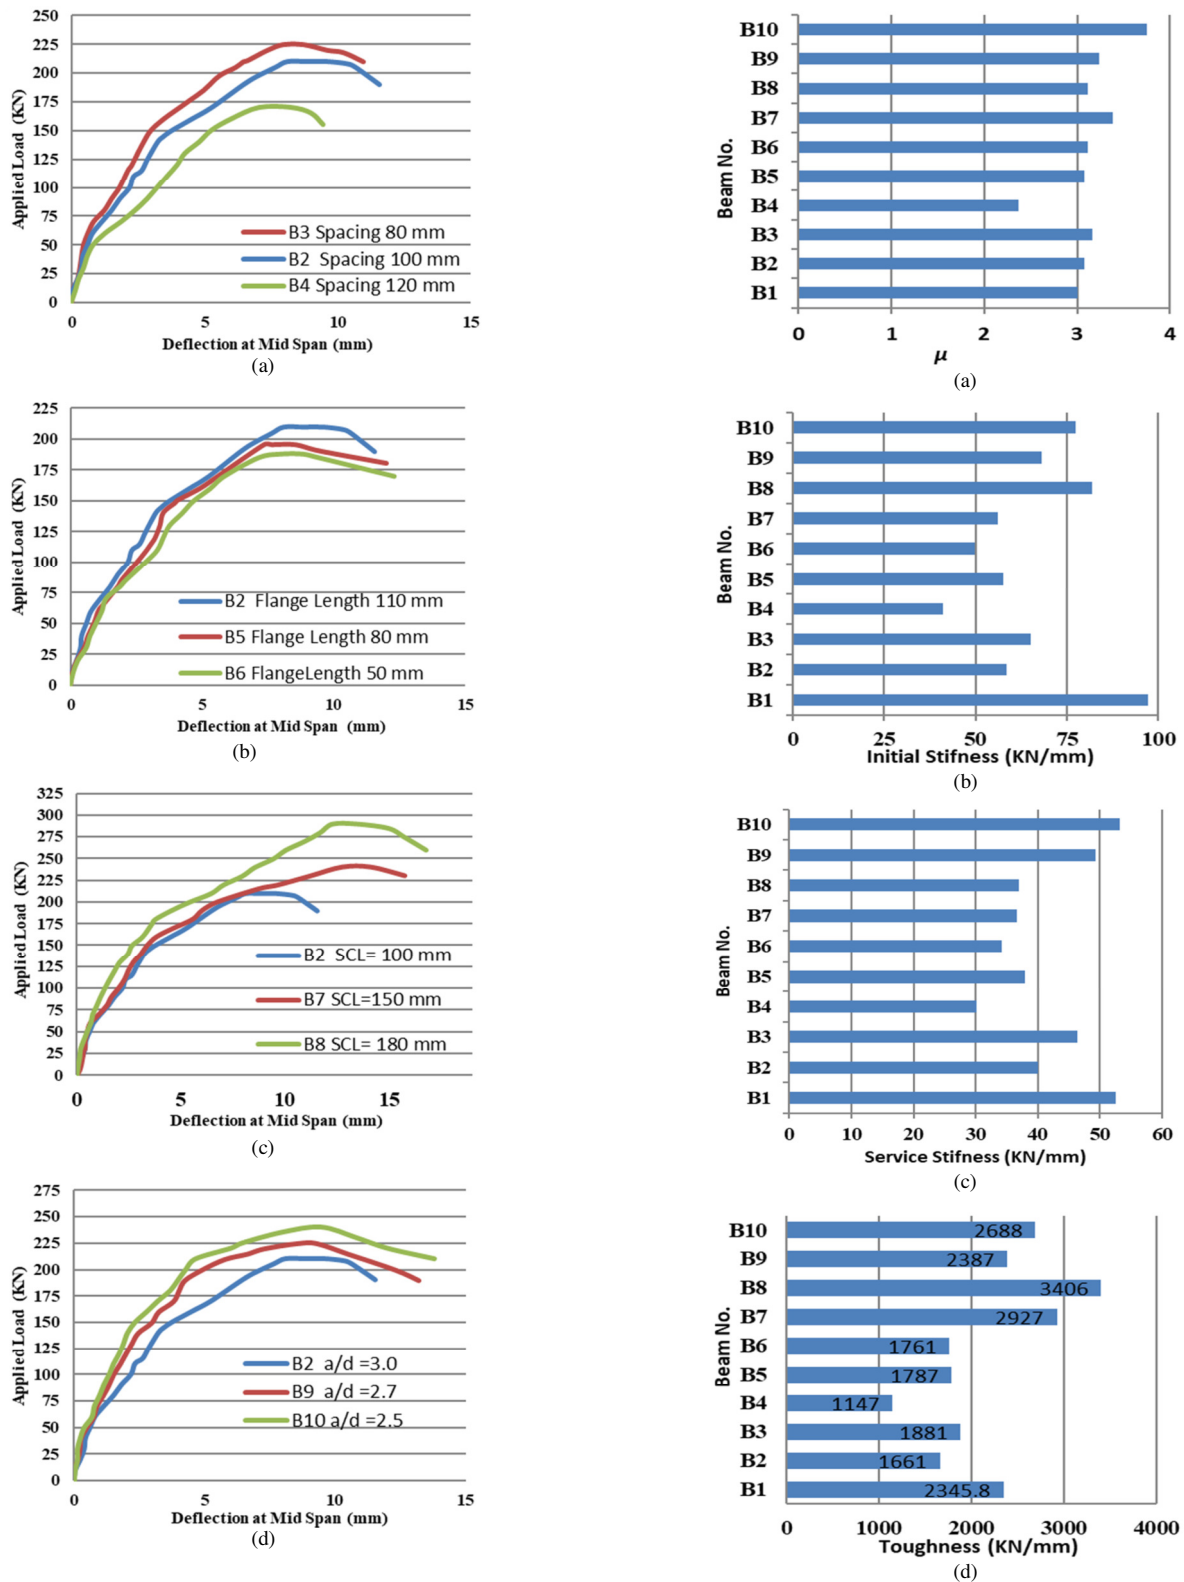 250
225
200
175
150
125
100
75
50
25
0
Applied Load (KN)
B3 Spacing 80 mm
B2 Spacing 100 mm
B4 Spacing 120 mm
0 5 10 15
Deflection at Mid Span (mm)
(a)
225
200
175
150
125
100
75
50
25
0
Applied Load (KN)
B2 Flange Length 110 mm
B5 Flange Length 80 mm
B6 FlangeLength 50 mm
0 5 10 15
Deflection at Mid Span (mm)
(b)
325
300
275
250
225
200
175
150
125
100
75
50
25
0
Applied Load (KN)
B2 SCL= 100 mm
B7 SCL=150 mm
B8 SCL= 180 mm
0 5 10 15
Deflection at Mid Span (mm)
(c)
275
250
225
200
175
150
125
100
75
50
25
0
Applied Load (KN)
B2 a/d =3.0
B9 a/d =2.7
B10 a/d =2.5
0 5 10 15
Deflection at Mid Span (mm)
(d)
B10
B9
B8
B7
B6
B5
B4
B3
B2
B1
Beam No.
0 1 2 3 4
μ
(a)
B10
B9
B8
B7
B6
B5
B4
B3
B2
B1
Beam No.
0 25 50 75 100
Initial Stifness (KN/mm)
(b)
B10
B9
B8
B7
B6
B5
B4
B3
B2
B1
Beam No.
0 10 20 30 40 50 60
Service Stifness (KN/mm)
(c)
B10 2688
B9 2387
B8 3406
B7 2927
B6 1761
B5 1787
B4 1147
B3 1881
B2 1661
B1 2345.8
Beam No.
0 1000 2000 3000 4000
Toughness (KN/mm)
(d)